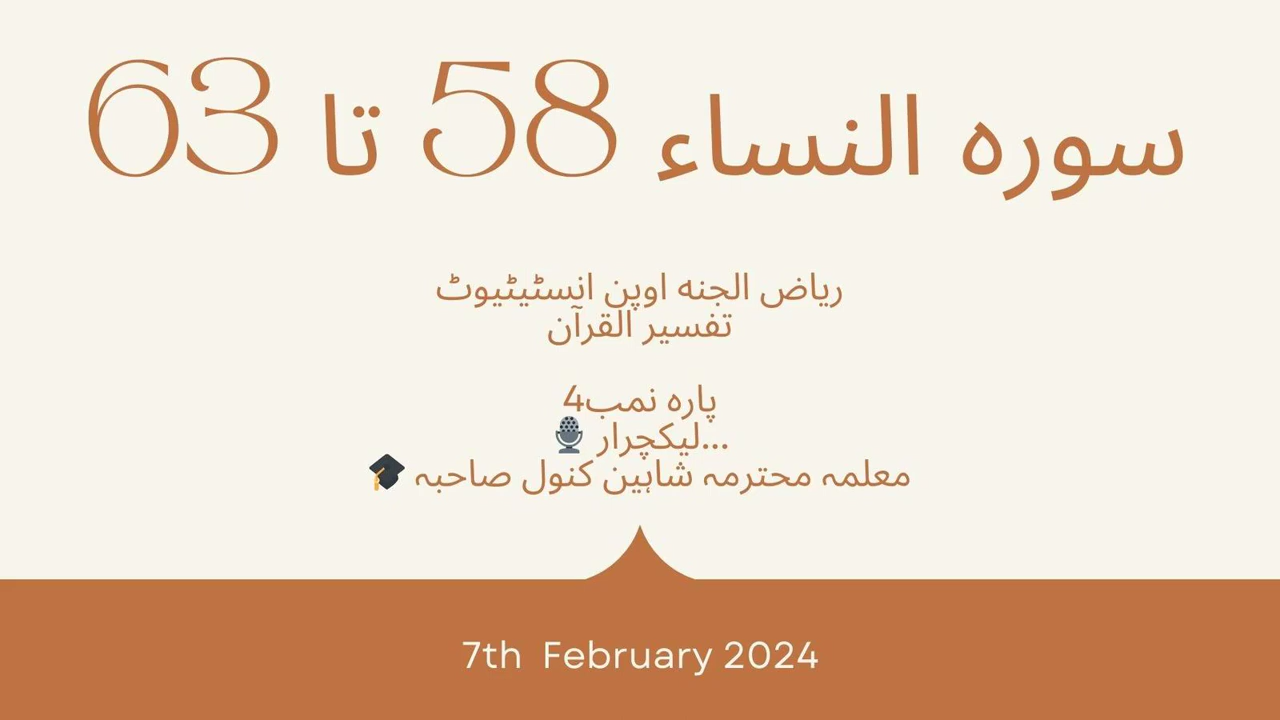 سورہ النساء 58 تا 63
ریاض الجنہ اوپن انسٹیٹیوٹ
تفسیر القرآن
پارہ نمب4
...لیکچرار 🎙️
معلمہ محترمہ شاہین کنول صاحبہ 🎓
7th February 2024